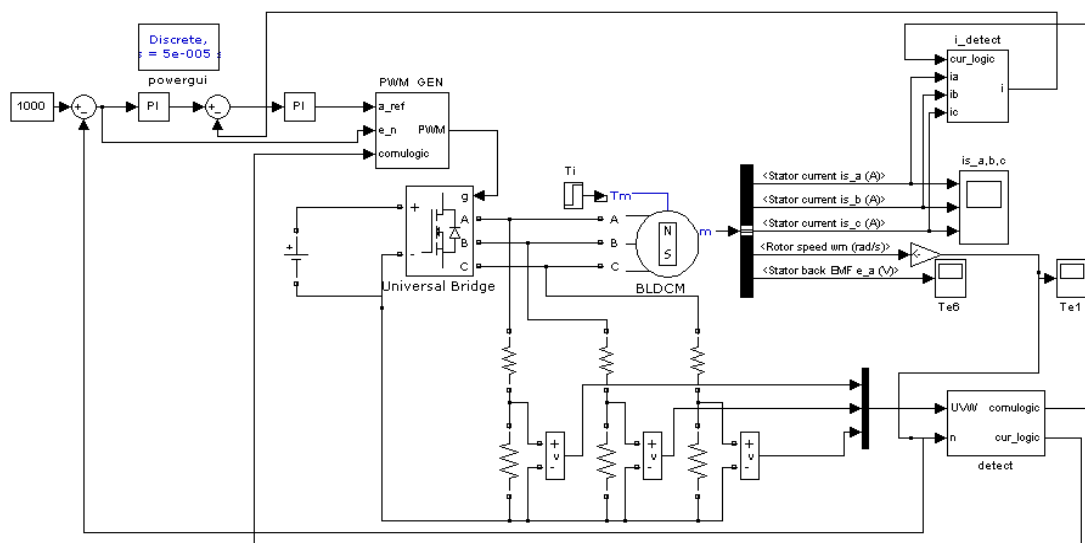 Discrete,
s = 5e-005 s
powergui
i_detect
cur_logic
ia
ib
ic
i
PWM GEN
1000
PI
PI
a_ref
e_n
comulogic
PWM
is_a,b,c
Ti
<Stator current is_a (A)>
<Stator current is_b (A)>
<Stator current is_c (A)>
<Rotor speed wm (rad/s)>
<Stator back EMF e_a (V)>
g
+
-
A
B
C
Universal Bridge
Tm
A
B
C
N
S
m
BLDCM
Te6
Te1
+
v
-
+
v
-
+
v
-
UVW
n
comulogic
cur_logic
detect